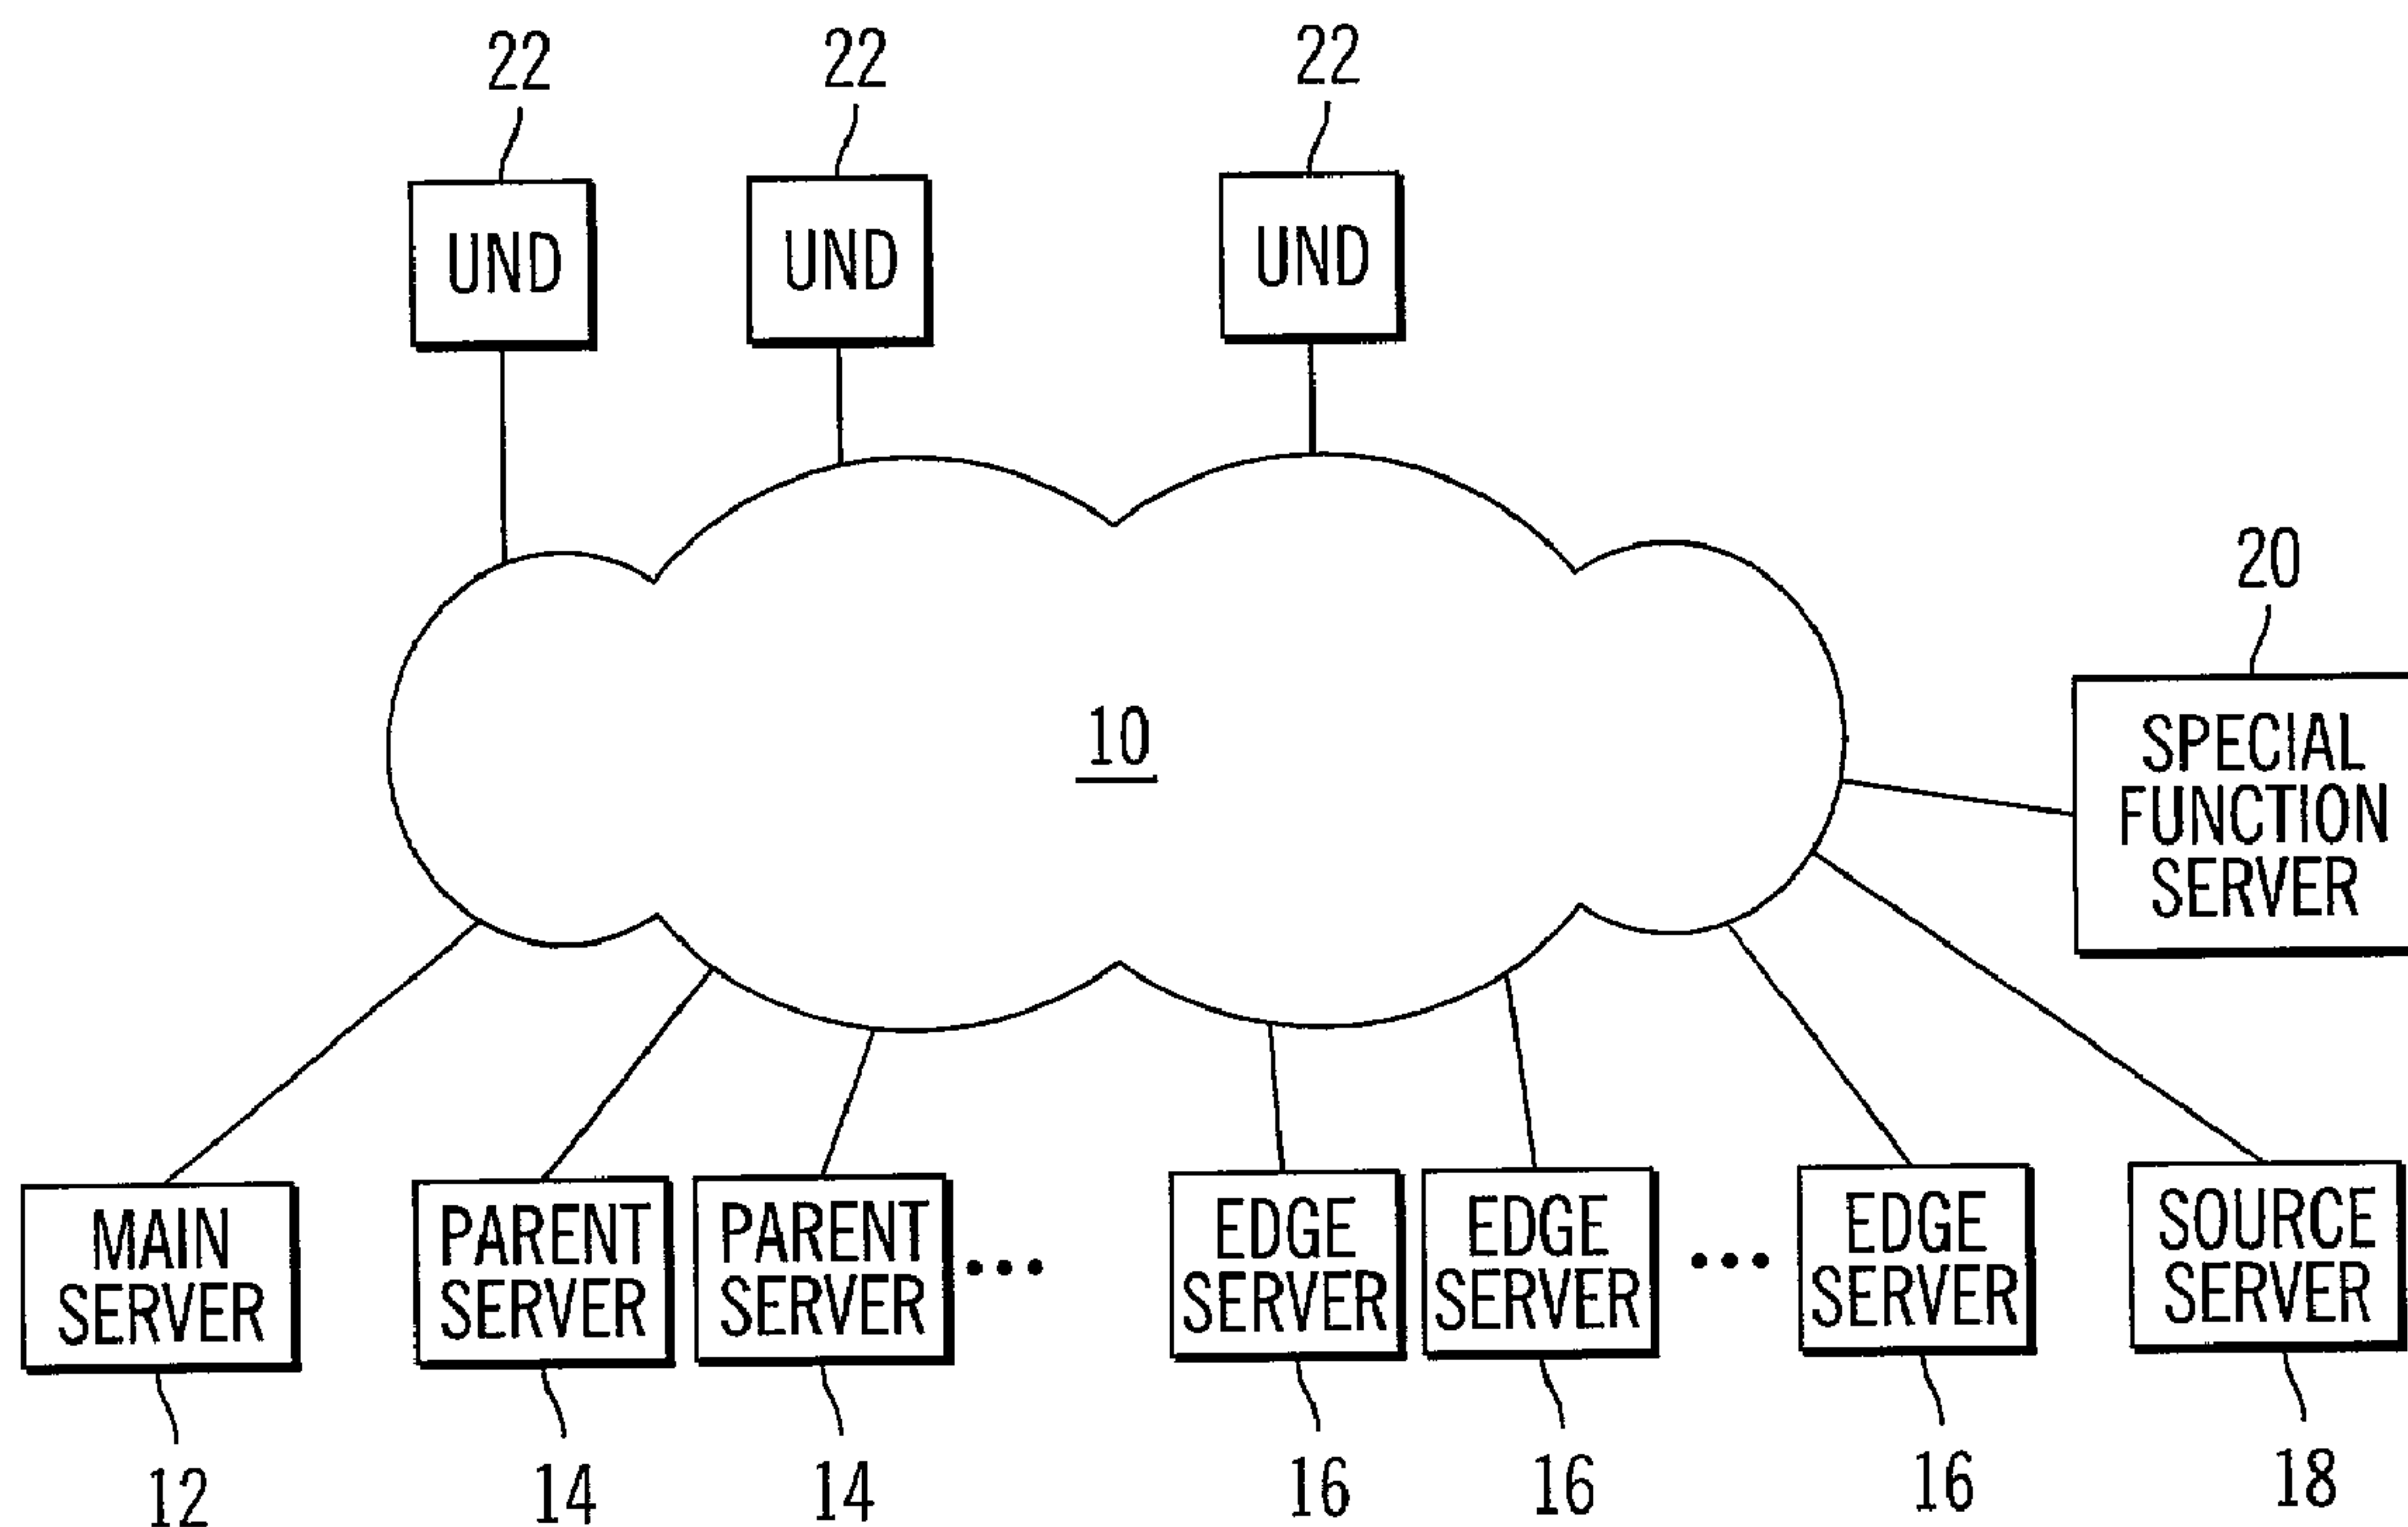 22 22 22
UND UND UND
20
10
SPECIAL
FUNCTION
SERVER
MAIN
SERVER
PARENT
SERVER
PARENT
SERVER
•••
EDGE
SERVER
EDGE
SERVER
•••
EDGE
SERVER
SOURCE
SERVER
12 14 14 16 16 16 18